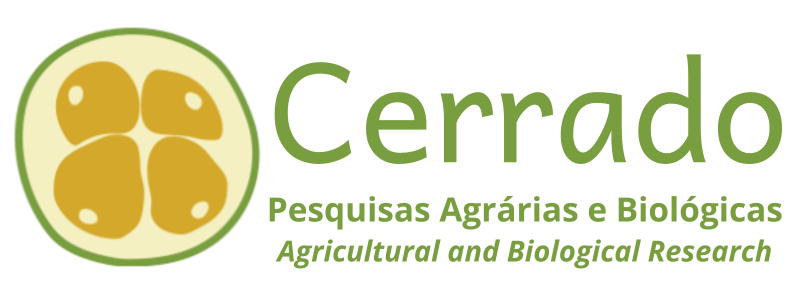 Cerrado
Pesquisas Agrárias e Biológicas
Agricultural and Biological Research